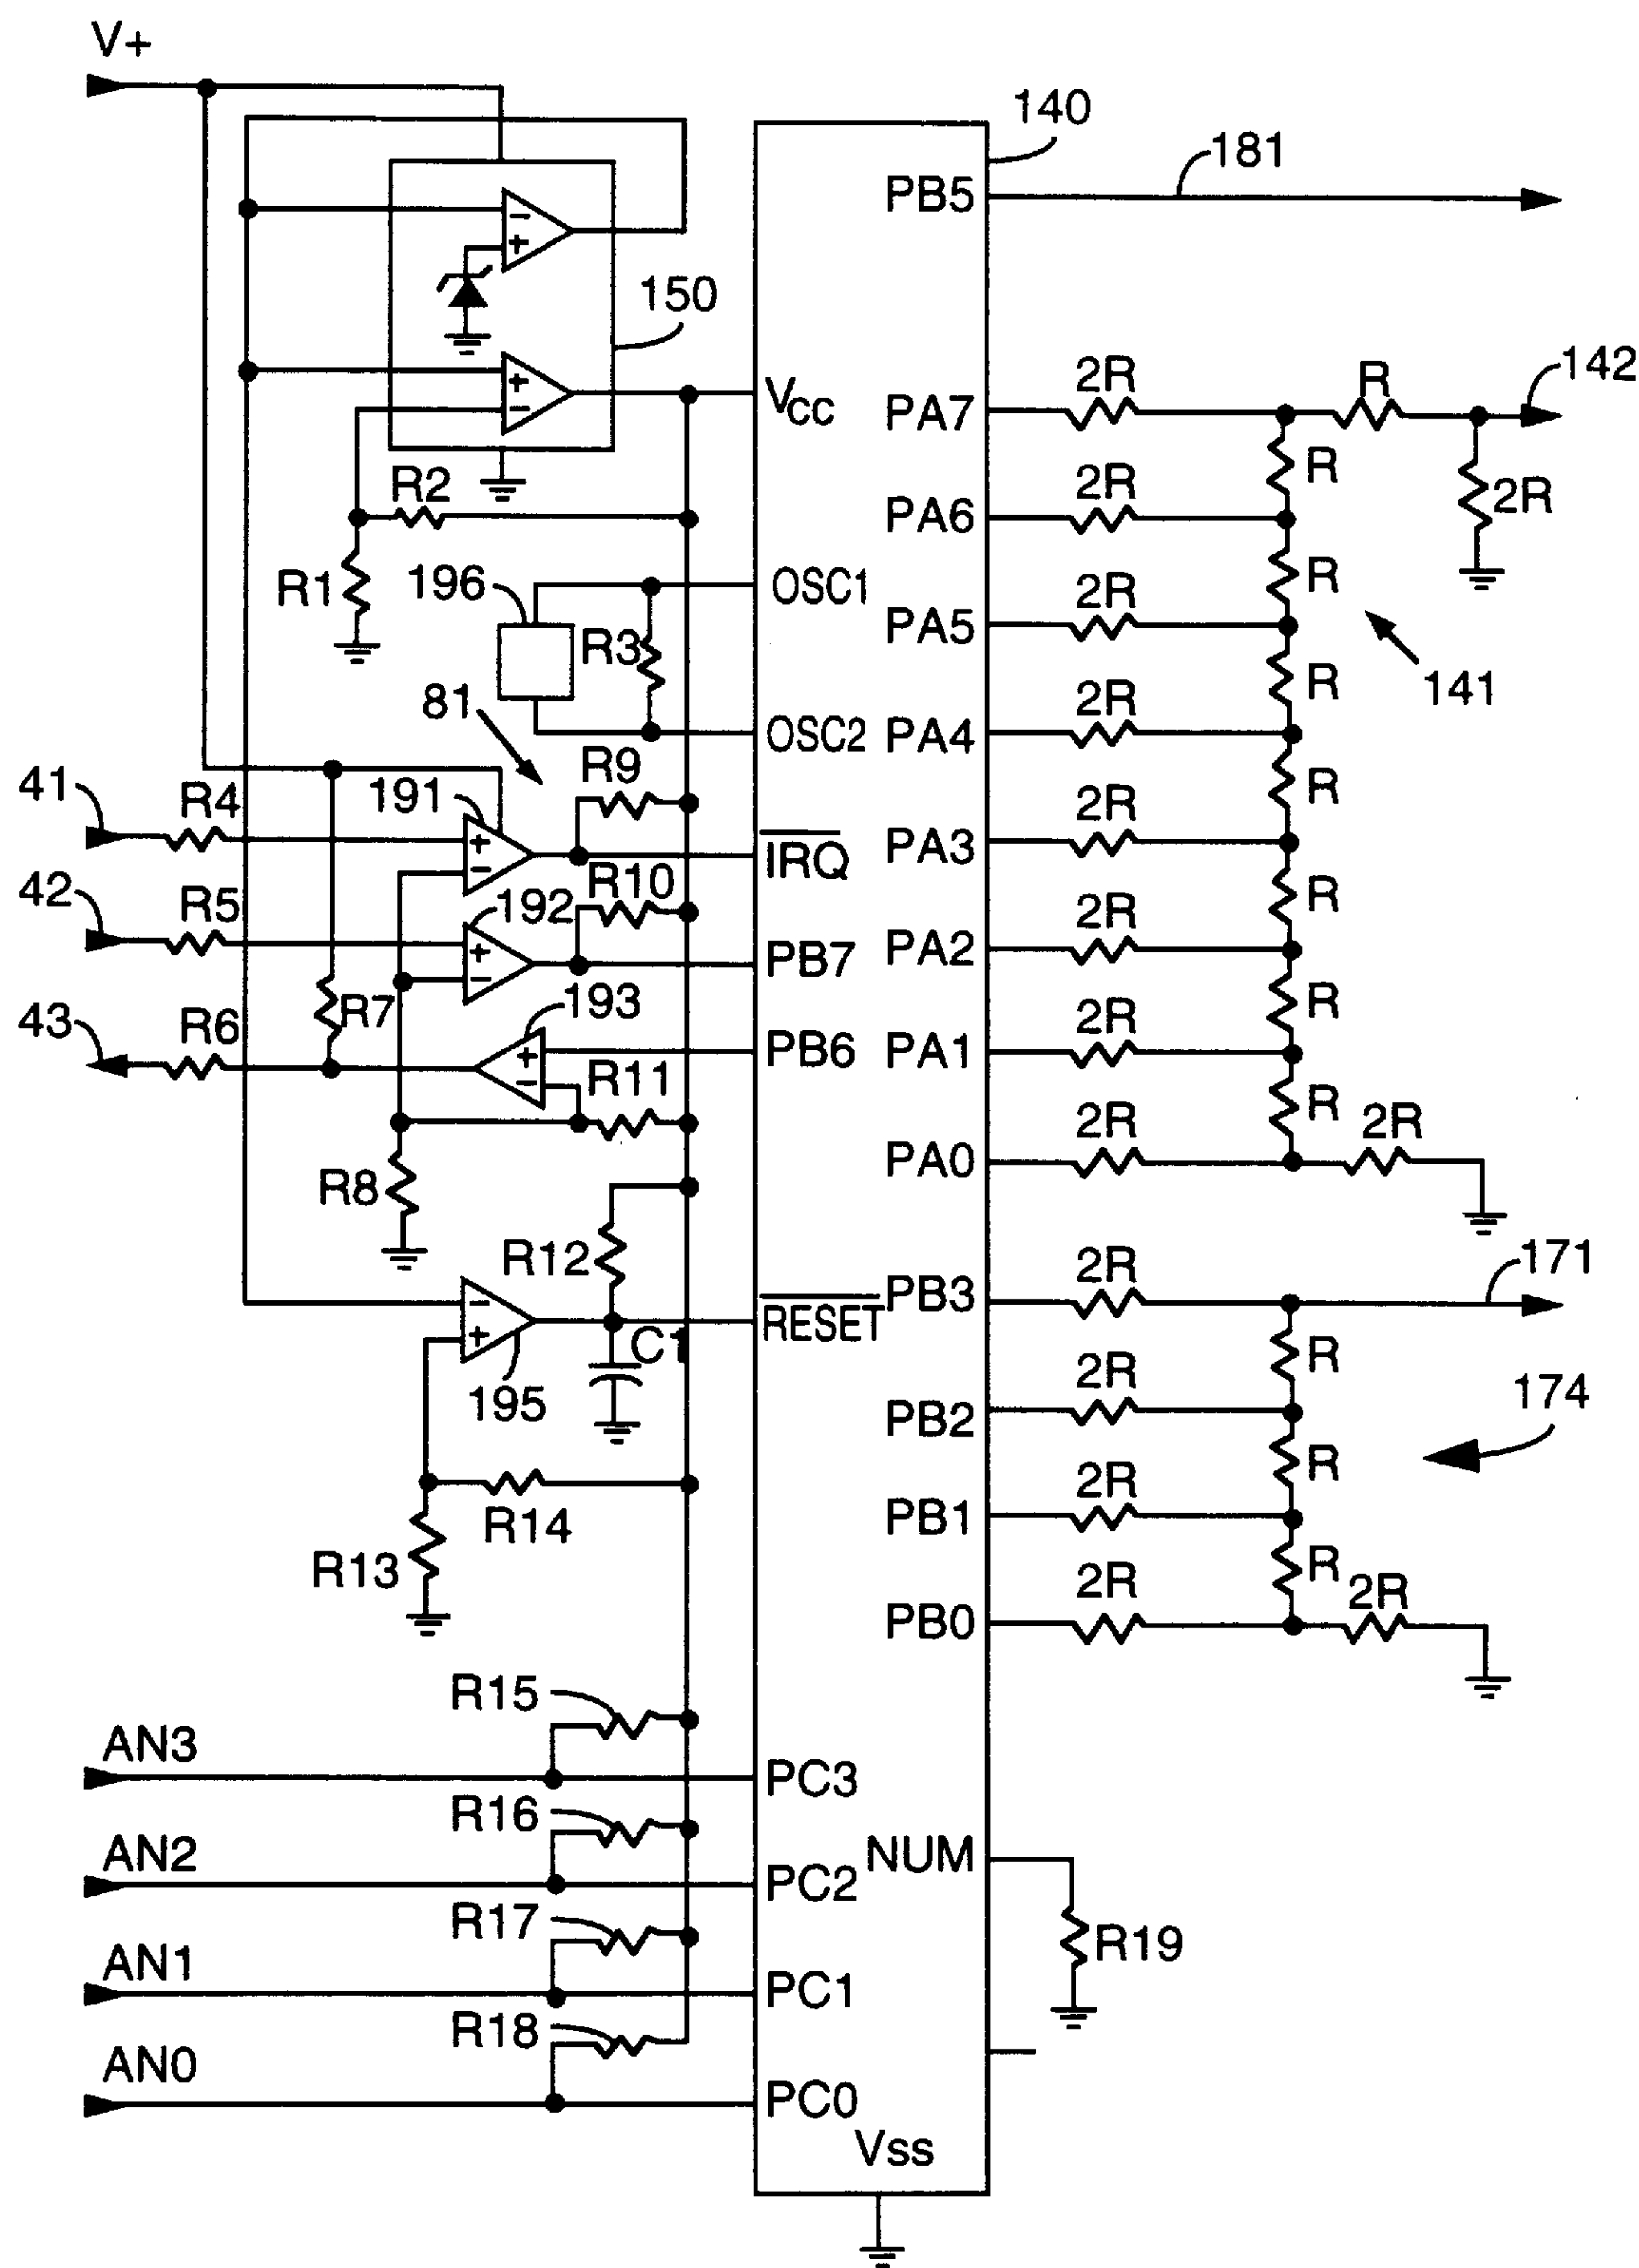 V+
140
181
PB5
150
142
2R
R
VCC
PA7
R2
2R
R
2R
PA6
R1
196
OSC1
2R
R
R3
PA5
141
81
2R
R
OSC2
PA4
R9
41
R4
191
2R
R
IRQ
PA3
R10
42
R5
192
2R
R
PB7
PA2
193
43
R6
R7
2R
R
PB6
PA1
R11
2R
R
2R
PA0
R8
R12
2R
171
RESET
PB3
C1
195
2R
R
174
PB2
R14
2R
R
PB1
R13
2R
R
2R
PB0
R15
AN3
PC3
R16
AN2
NUM
PC2
R17
R19
AN1
PC1
R18
AN0
PC0
Vss
+
-
+
-
+
-
+
-
+
-
+
-
+
-